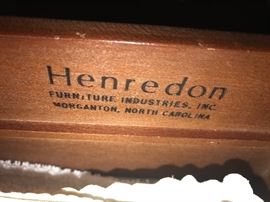 Henredon
FURNITURE INDUSTRIES, INC
MORGANTON, NORTH CAROLINA